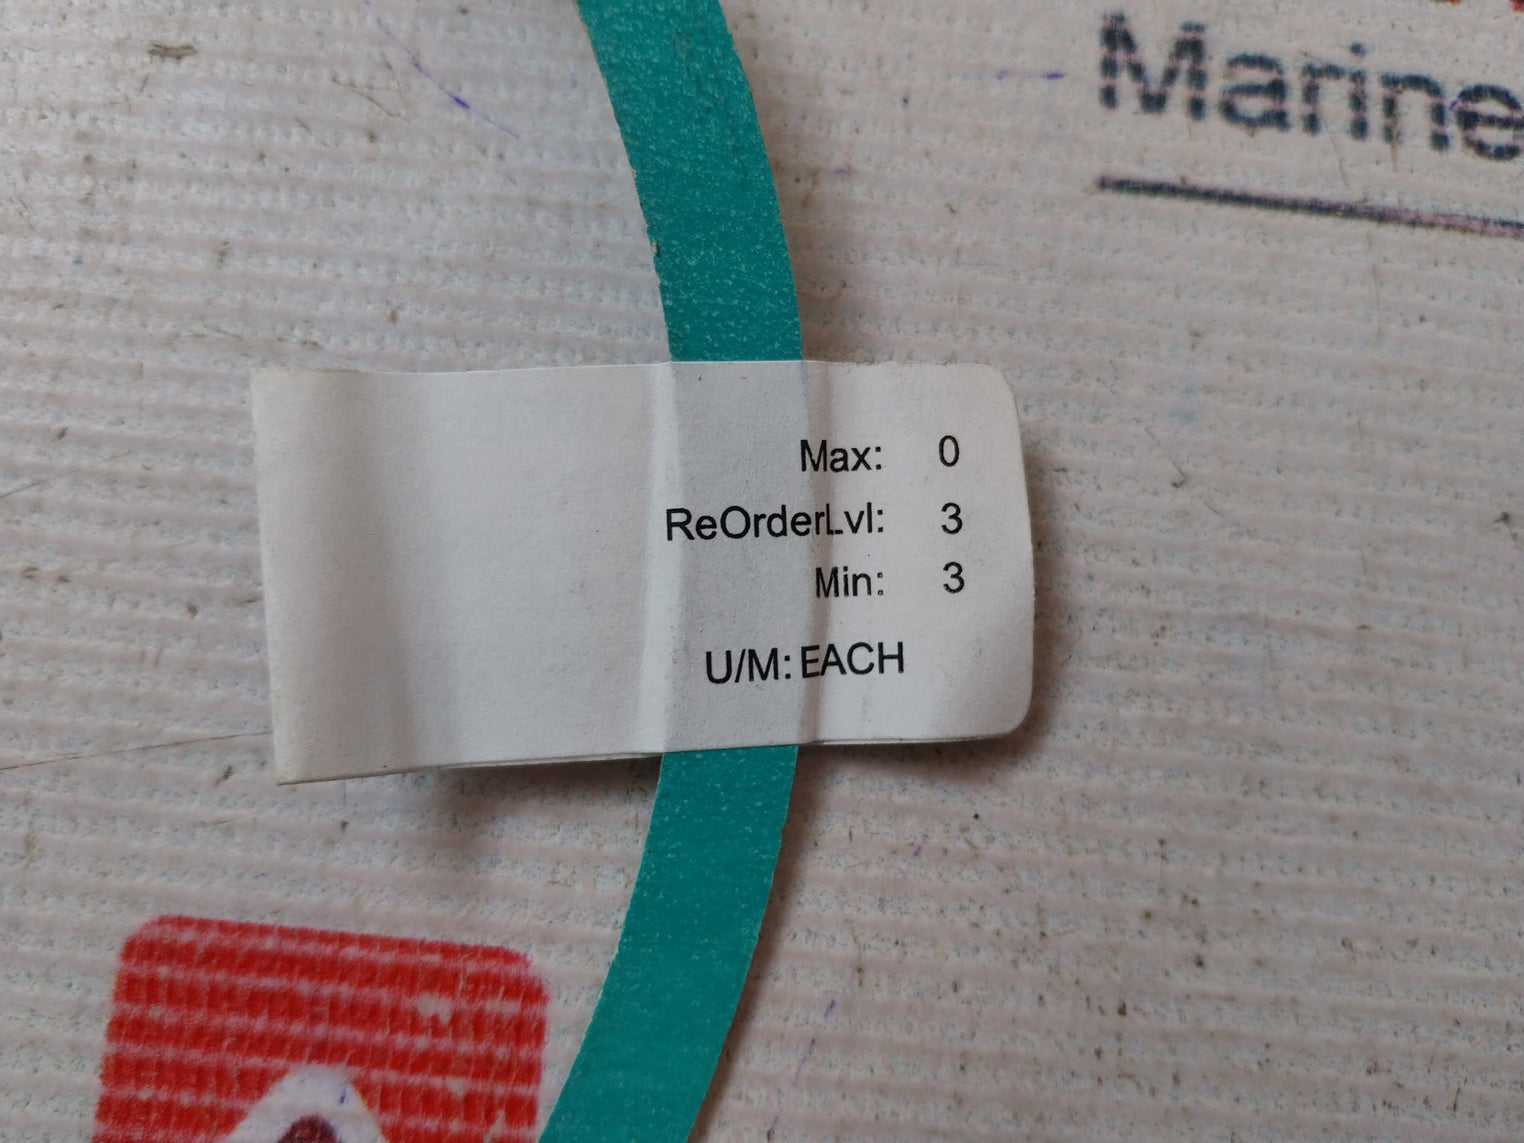 Marine
Max: 0
ReOrderLvl: 3
Min: 3
U/M: EACH